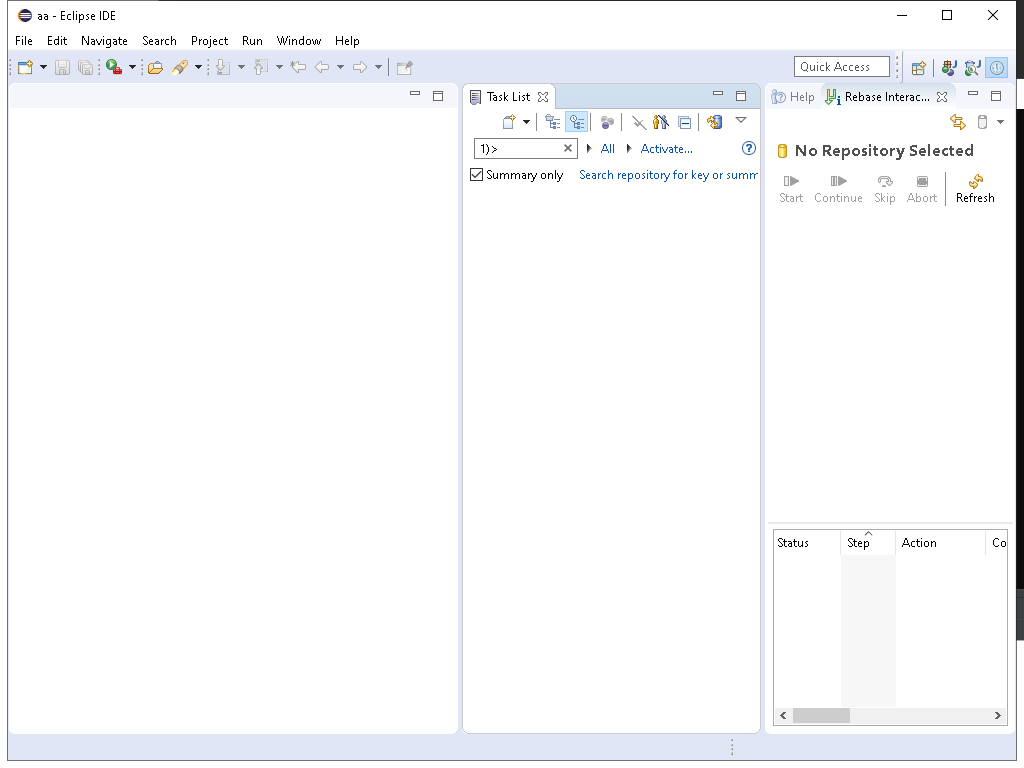 aa - Eclipse IDE
File Edit Navigate Search Project Run Window Help
Quick Access
Task List
Help Rebase Interac...
1)> All Activate...
No Repository Selected
Summary only Search repository for key or summ
Start Continue Skip Abort Refresh
Status Step Action Co